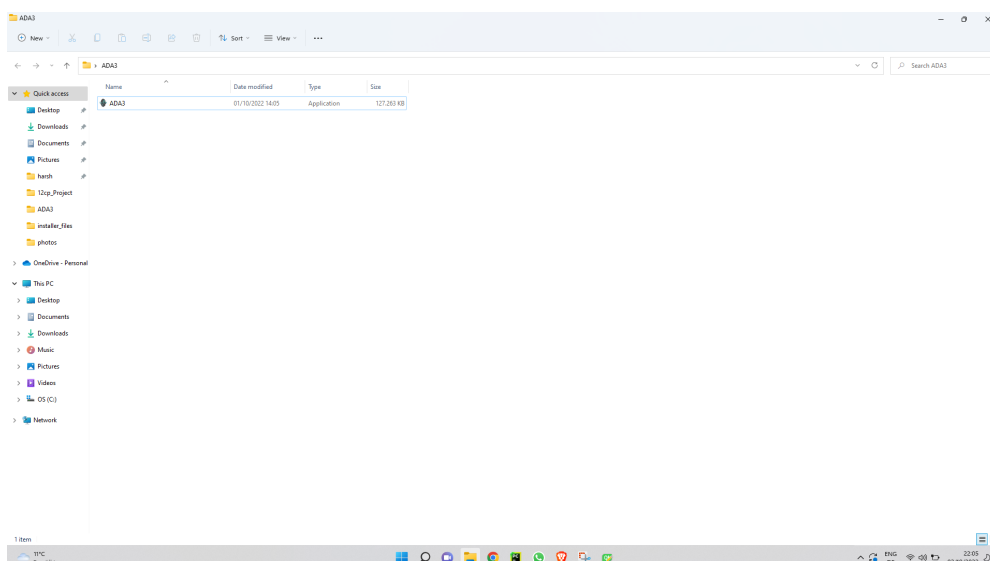 ADA3
New
Sort
View
ADA3
Search ADA3
Name Date modified Type Size
ADA3 01/10/2022 14:05 Application 127.263 KB
Quick access
Desktop
Downloads
Documents
Pictures
harsh
12cp_Project
ADA3
installer_files
photos
OneDrive - Personal
This PC
Desktop
Documents
Downloads
Music
Pictures
Videos
OS (C:)
Network
1 item
11°C
ENG
22:05